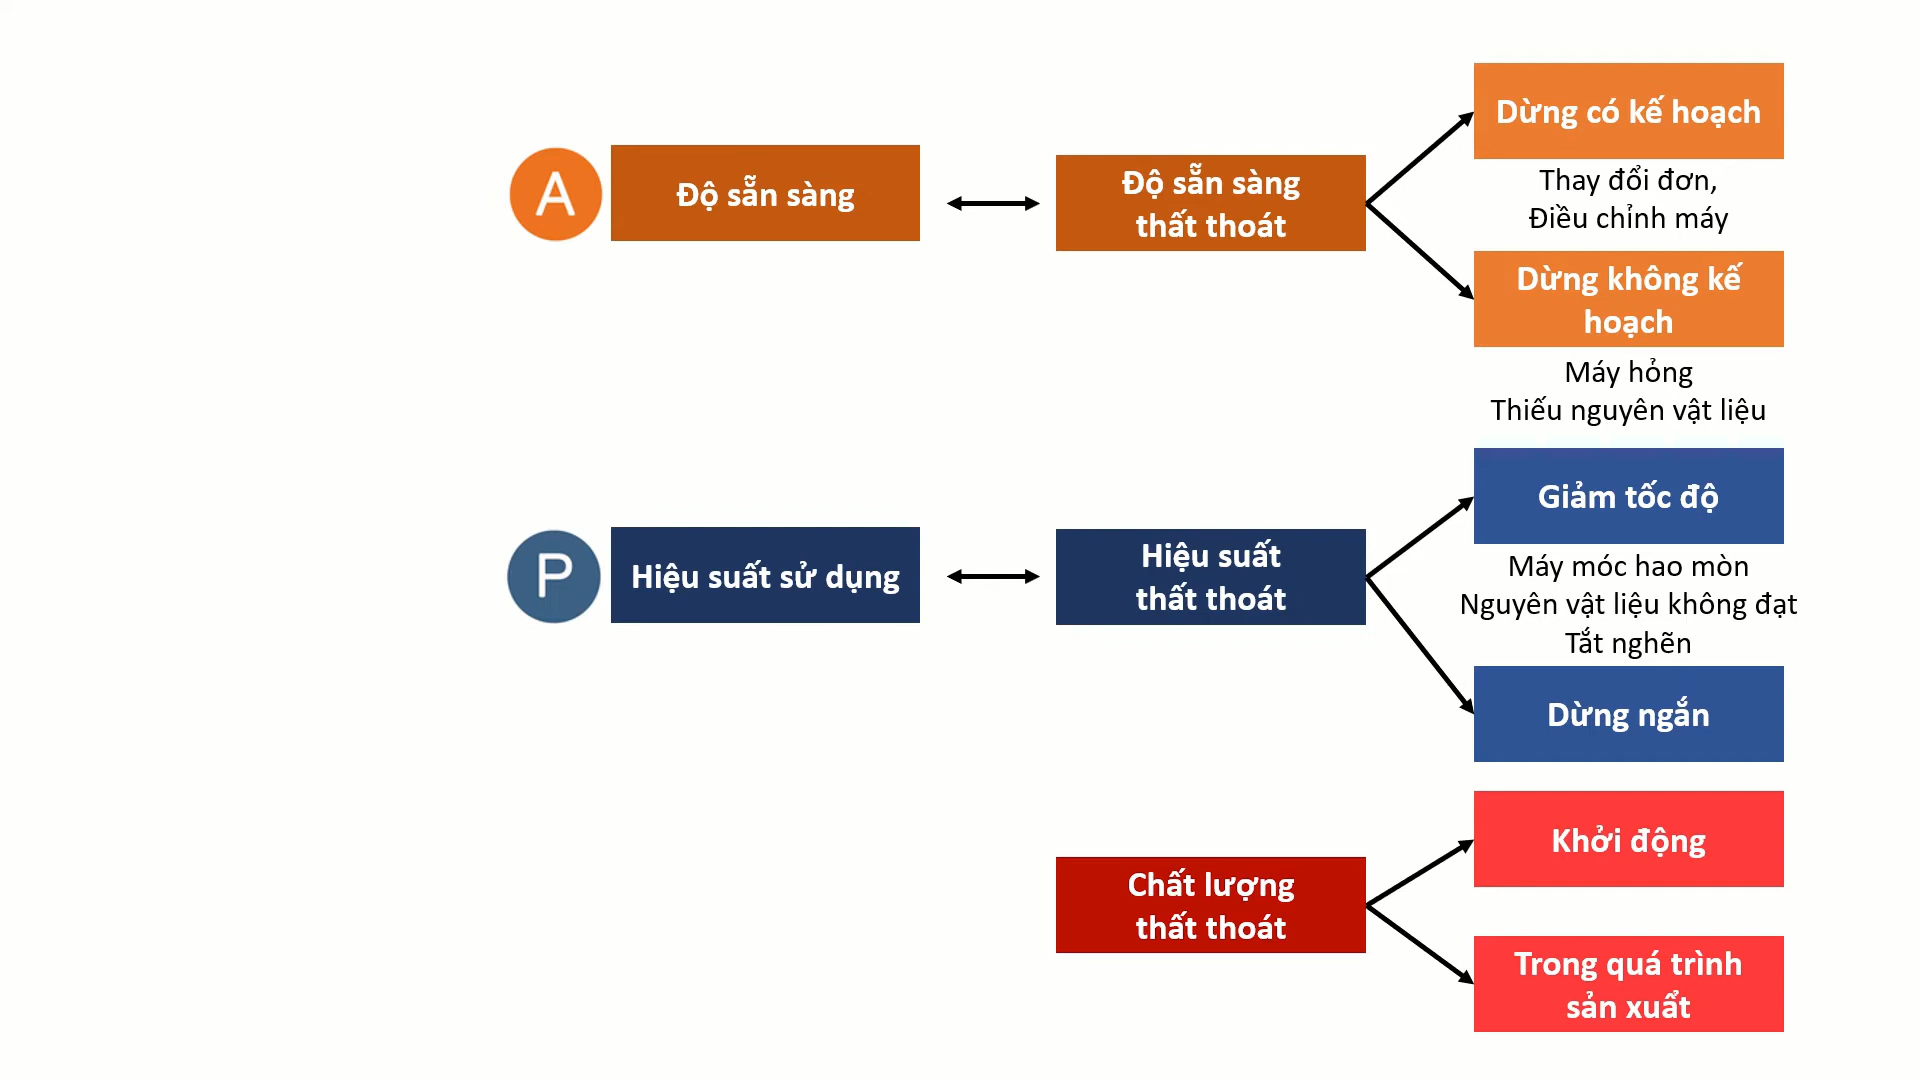 A
Độ sẵn sàng
Độ sẵn sàng
thất thoát
Dừng có kế hoạch
Thay đổi đơn,
Điều chỉnh máy
Dừng không kế
hoạch
Máy hỏng
Thiếu nguyên vật liệu
P
Hiệu suất sử dụng
Hiệu suất
thất thoát
Giảm tốc độ
Máy móc hao mòn
Nguyên vật liệu không đạt
Tắt nghẽn
Dừng ngắn
Chất lượng
thất thoát
Khởi động
Trong quá trình
sản xuẩt